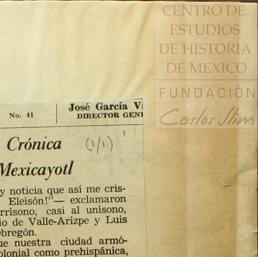 CENTRO DE
ESTUDIOS
DE HISTORIA
DE MEXICO
FUNDACIÓN
Carlos Slim
No. 41
José García V
DIRECTOR GENE
Crónica
(1/1)
Mexicayotl
y noticia que así me cris-
Eleisón!"— exclamaron
rrisono, casi al unísono,
io de Valle-Arizpe y Luis
Obregón.
ue nuestra ciudad armó-
olonial como prehispánica,